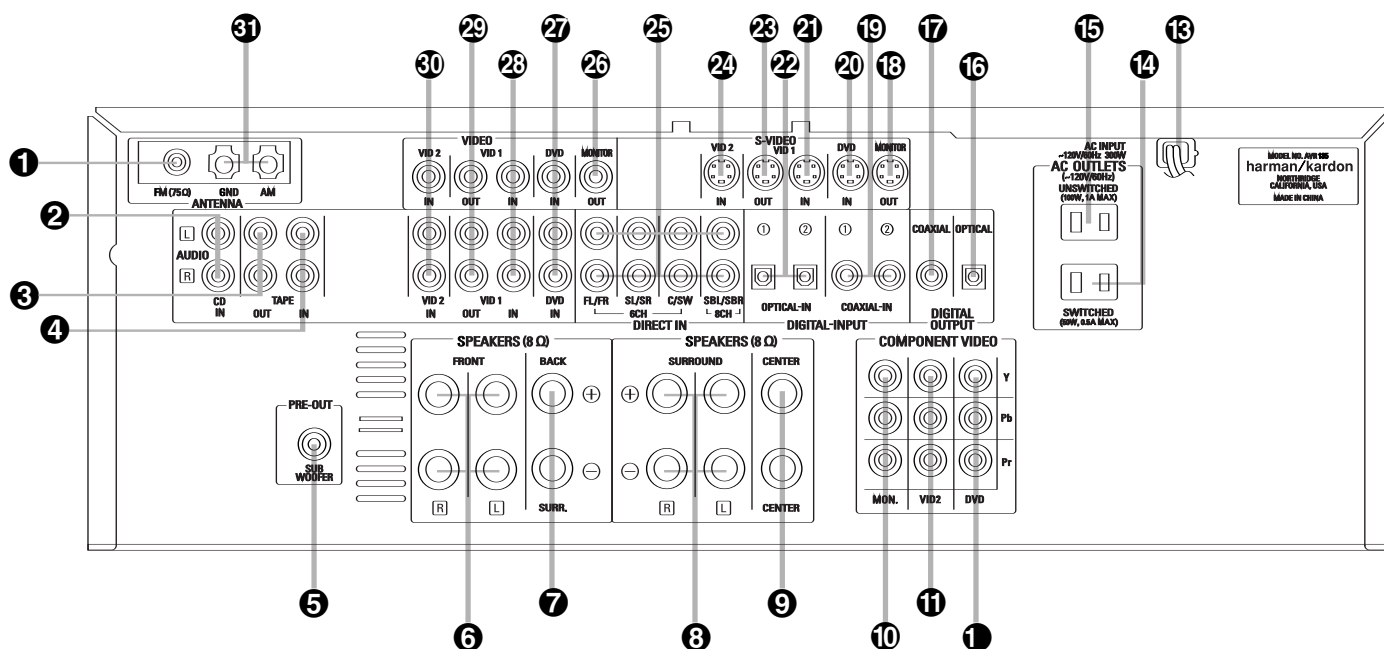 31 29 27 25 23 21 19 17 15 13
30 28 26 24 22 20 18 16 14
1 FM (75Ω) GND AM
ANTENNA
VIDEO
VID 2 VID 1 DVD MONITOR
IN OUT IN IN OUT
S-VIDEO
VID 2 VID 1 DVD MONITOR
IN OUT IN IN OUT
AC INPUT
~120V/60Hz 300W
AC OUTLETS
(~120V/60Hz)
UNSWITCHED
(100W, 1A MAX)
SWITCHED
(50W, 0.5A MAX)
MODEL NO. AVR 135
harman/kardon
NORTHRIDGE
CALIFORNIA, USA
MADE IN CHINA
2
3
4
L
AUDIO
R
CD TAPE
IN OUT IN
VID 2 VID 1 DVD
IN OUT IN IN
FL/FR SL/SR C/SW SBL/SBR
6CH 8CH
DIRECT IN
1 2 1 2
OPTICAL-IN COAXIAL-IN
DIGITAL-INPUT
COAXIAL OPTICAL
DIGITAL
OUTPUT
PRE-OUT
SUB
WOOFER
SPEAKERS (8 Ω)
FRONT BACK
+
−
R L SURR.
SPEAKERS (8 Ω)
SURROUND CENTER
+
−
R L CENTER
COMPONENT VIDEO
Y
Pb
Pr
MON. VID2 DVD
5 7 9 11
6 8 10 1